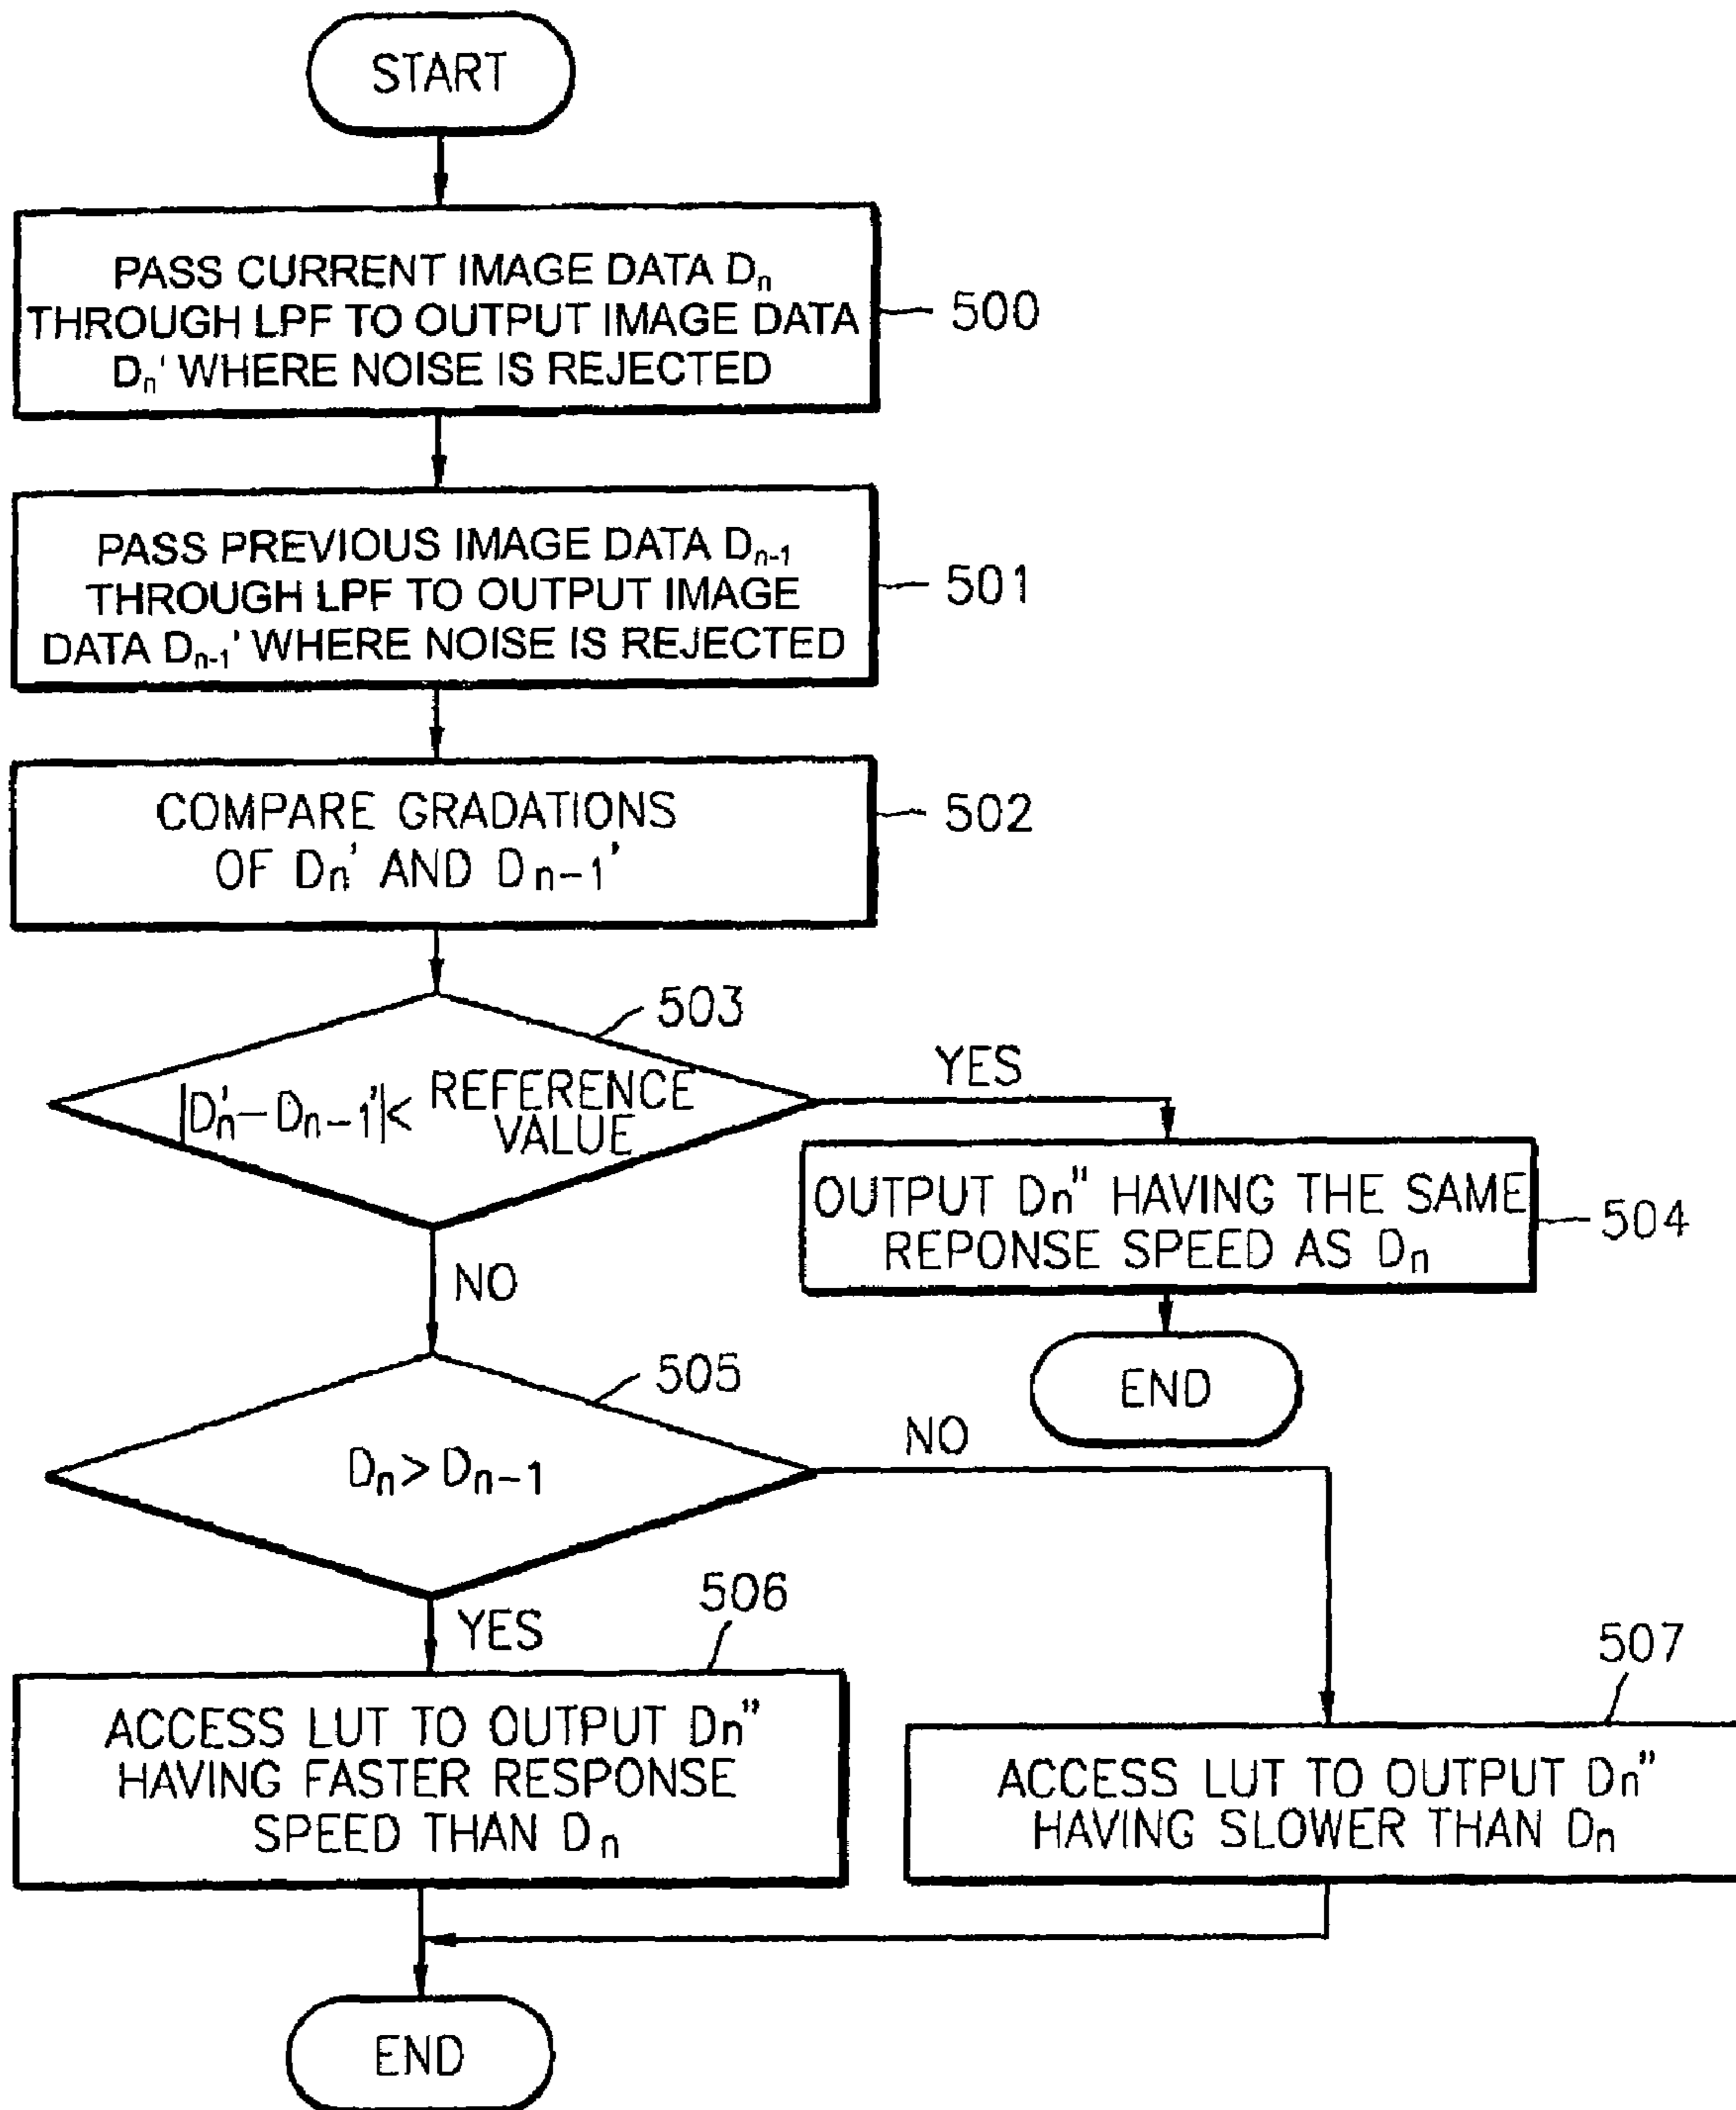 START
PASS CURRENT IMAGE DATA Dn
THROUGH LPF TO OUTPUT IMAGE DATA
Dn' WHERE NOISE IS REJECTED
500
PASS PREVIOUS IMAGE DATA Dn-1
THROUGH LPF TO OUTPUT IMAGE
DATA Dn-1' WHERE NOISE IS REJECTED
501
COMPARE GRADATIONS
OF Dn' AND Dn-1'
502
503
|D'n-Dn-1'|< REFERENCE
VALUE
YES
OUTPUT Dn" HAVING THE SAME
REPONSE SPEED AS Dn
504
NO
END
505
Dn>Dn-1
NO
YES
506
ACCESS LUT TO OUTPUT Dn"
HAVING FASTER RESPONSE
SPEED THAN Dn
507
ACCESS LUT TO OUTPUT Dn"
HAVING SLOWER THAN Dn
END